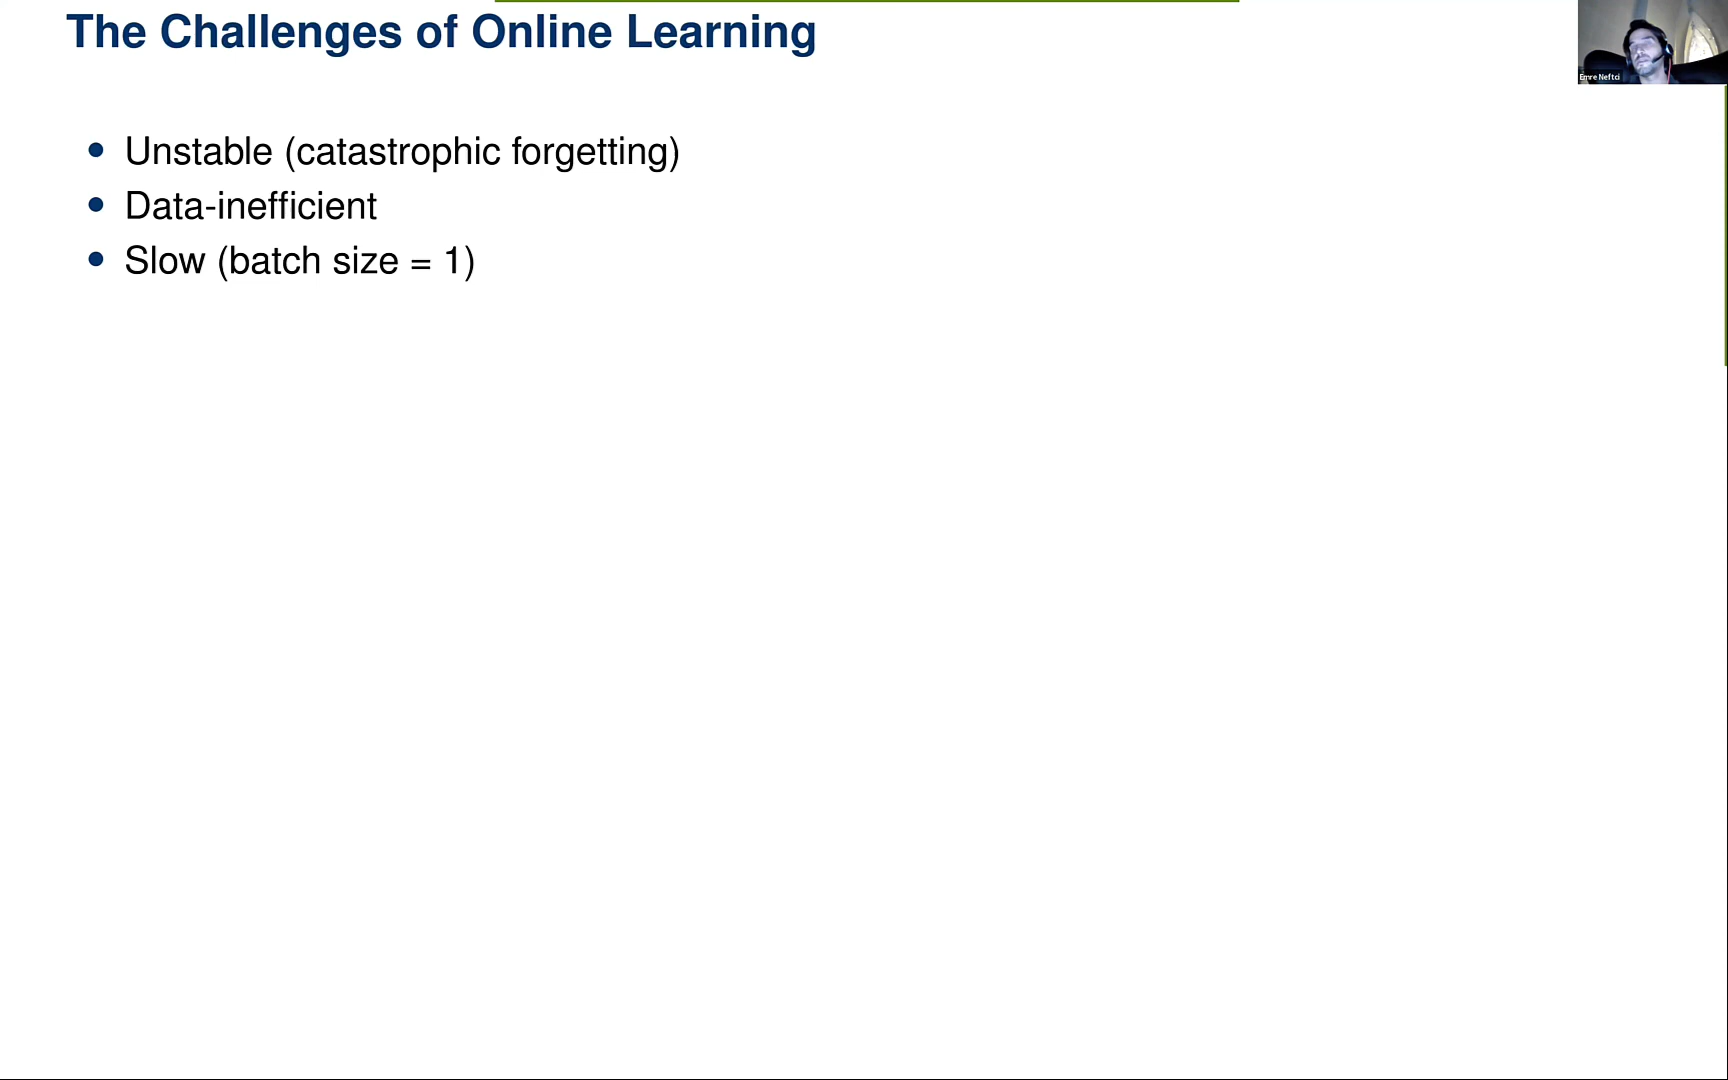 The Challenges of Online Learning
Emre Neftci
• Unstable (catastrophic forgetting)
• Data-inefficient
• Slow (batch size = 1)